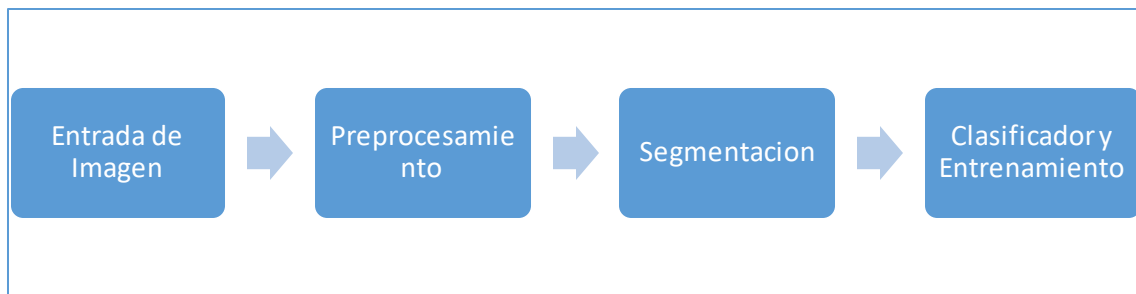 Entrada de
Imagen
Preprocesamie
nto
Segmentacion
Clasificador y
Entrenamiento